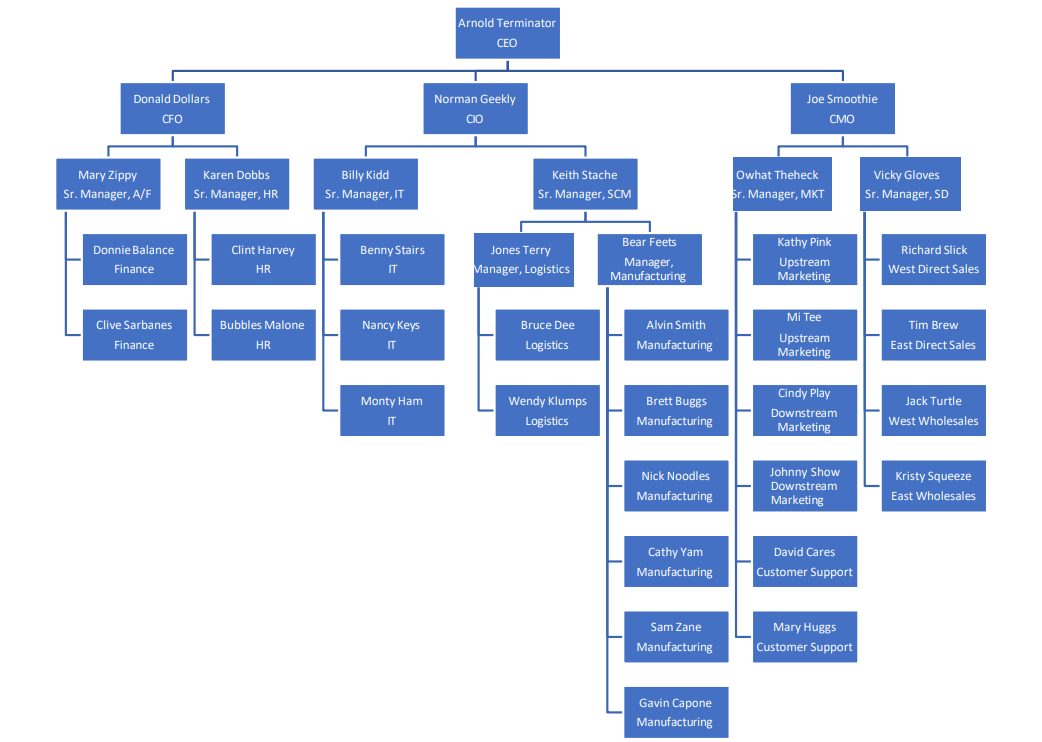 Arnold Terminator
CEO
Donald Dollars
CFO
Norman Geekly
CIO
Joe Smoothie
CMO
Mary Zippy
Sr. Manager, A/F
Karen Dobbs
Sr. Manager, HR
Billy Kidd
Sr. Manager, IT
Keith Stache
Sr. Manager, SCM
Owhat Theheck
Sr. Manager, MKT
Vicky Gloves
Sr. Manager, SD
Donnie Balance
Finance
Clive Sarbanes
Finance
Clint Harvey
HR
Bubbles Malone
HR
Benny Stairs
IT
Nancy Keys
IT
Monty Ham
IT
Jones Terry
Manager, Logistics
Bruce Dee
Logistics
Wendy Klumps
Logistics
Bear Feets
Manager,
Manufacturing
Alvin Smith
Manufacturing
Brett Buggs
Manufacturing
Nick Noodles
Manufacturing
Cathy Yam
Manufacturing
Sam Zane
Manufacturing
Gavin Capone
Manufacturing
Kathy Pink
Upstream
Marketing
Mi Tee
Upstream
Marketing
Cindy Play
Downstream
Marketing
Johnny Show
Downstream
Marketing
David Cares
Customer Support
Mary Huggs
Customer Support
Richard Slick
West Direct Sales
Tim Brew
East Direct Sales
Jack Turtle
West Wholesales
Kristy Squeeze
East Wholesales